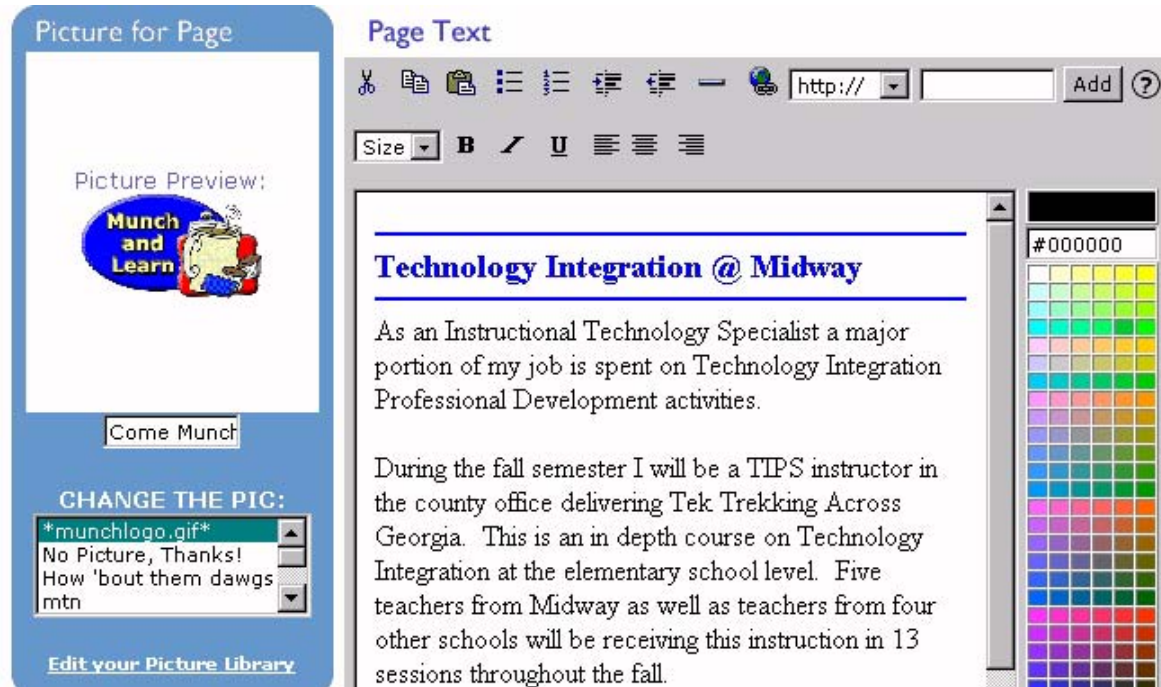 Picture for Page
Picture Preview:
Munch
and
Learn
Come Munch
CHANGE THE PIC:
*munchlogo.gif*
No Picture, Thanks!
How 'bout them dawgs
mtn
Edit your Picture Library
Page Text
http://
Add
?
Size
B
I
U
#000000
Technology Integration @ Midway
As an Instructional Technology Specialist a major
portion of my job is spent on Technology Integration
Professional Development activities.
During the fall semester I will be a TIPS instructor in
the county office delivering Tek Trekking Across
Georgia. This is an in depth course on Technology
Integration at the elementary school level. Five
teachers from Midway as well as teachers from four
other schools will be receiving this instruction in 13
sessions throughout the fall.